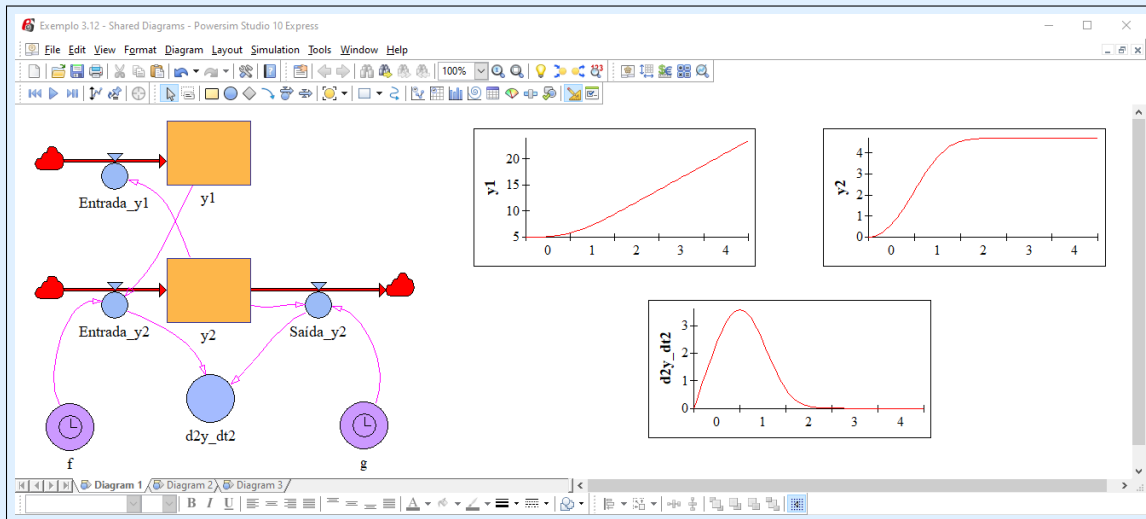 Exemplo 3.12 - Shared Diagrams - Powersim Studio 10 Express
File Edit View Format Diagram Layout Simulation Tools Window Help
100%
123
Entrada_y1
y1
Entrada_y2
y2
Saída_y2
d2y_dt2
f
g
y1
20
15
10
5
0 1 2 3 4
y2
4
3
2
1
0
0 1 2 3 4
d2y_dt2
3
2
1
0
0 1 2 3 4
Diagram 1 Diagram 2 Diagram 3
B I U A